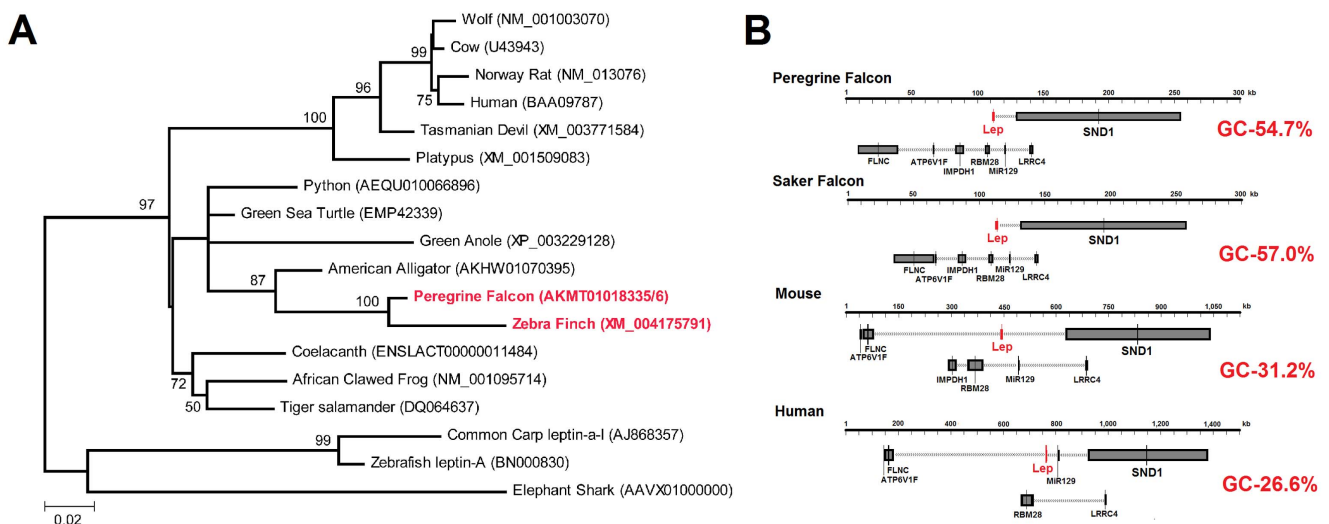 A
Wolf (NM_001003070)
Cow (U43943)
99
Norway Rat (NM_013076)
96
75
Human (BAA09787)
100
Tasmanian Devil (XM_003771584)
Platypus (XM_001509083)
Python (AEQU010066896)
97
Green Sea Turtle (EMP42339)
Green Anole (XP_003229128)
American Alligator (AKHW01070395)
87
Peregrine Falcon (AKMT01018335/6)
100
Zebra Finch (XM_004175791)
Coelacanth (ENSLACT00000011484)
72
African Clawed Frog (NM_001095714)
50
Tiger salamander (DQ064637)
Common Carp leptin-a-I (AJ868357)
99
Zebrafish leptin-A (BN000830)
Elephant Shark (AAVX01000000)
0.02
B
Peregrine Falcon
1 50 100 150 200 250 300 kb
Lep SND1
GC-54.7%
FLNC ATP6V1F IMPDH1 RBM28 MiR129 LRRC4
Saker Falcon
1 50 100 150 200 250 300 kb
Lep SND1
GC-57.0%
FLNC ATP6V1F IMPDH1 RBM28 MiR129 LRRC4
Mouse
1 150 300 450 600 750 900 1,050 kb
FLNC ATP6V1F Lep SND1
GC-31.2%
IMPDH1 RBM28 MiR129 LRRC4
Human
1 200 400 600 800 1,000 1,200 1,400 kb
FLNC ATP6V1F Lep MiR129 SND1
GC-26.6%
RBM28 LRRC4